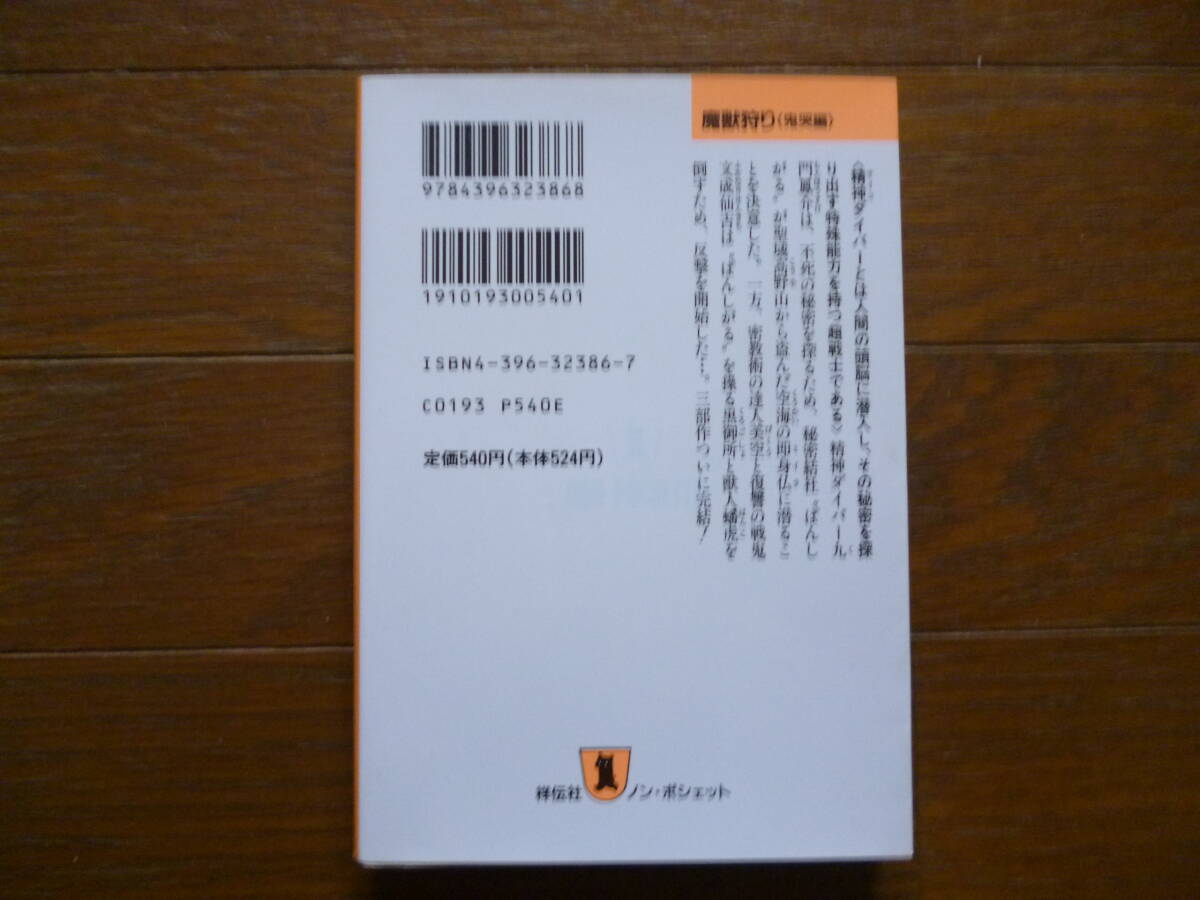 魔獣狩り〈鬼哭編〉
〈精神ダイバーとは人間の頭脳に潜入し、その秘密を探
り出す特殊能力を持つ超戦士である〉精神ダイバー九
門鳳介は、不死の秘密を探るため、秘密結社〝ぱんし
がる〟が聖域高野山から盗んだ空海の即身仏に潜るこ
とを決意した。一方、密教術の達人美空と復讐の戦鬼
文成仙吉は〝ぱんしがる〟を操る黒御所と獣人蟠虎を
倒すため、反撃を開始した…。三部作ついに完結！
9784396323868
1910193005401
ISBN4-396-32386-7
C0193 P540E
定価540円(本体524円)
祥伝社 ノン・ポシェット